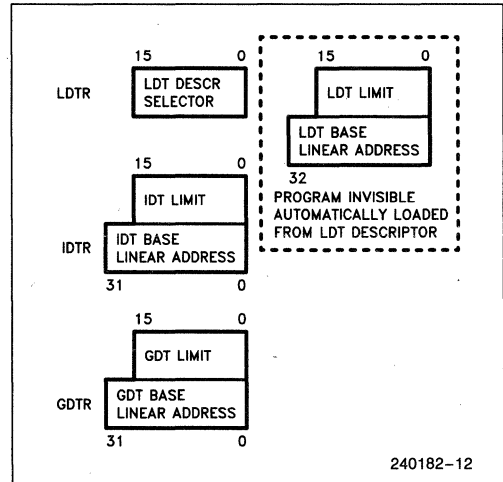 15 0
LDTR
LDT DESCR
SELECTOR
15 0
LDT LIMIT
LDT BASE
LINEAR ADDRESS
32
PROGRAM INVISIBLE
AUTOMATICALLY LOADED
FROM LDT DESCRIPTOR
15 0
IDT LIMIT
IDTR
IDT BASE
LINEAR ADDRESS
31 0
15 0
GDT LIMIT
GDTR
GDT BASE
LINEAR ADDRESS
31 0
240182-12